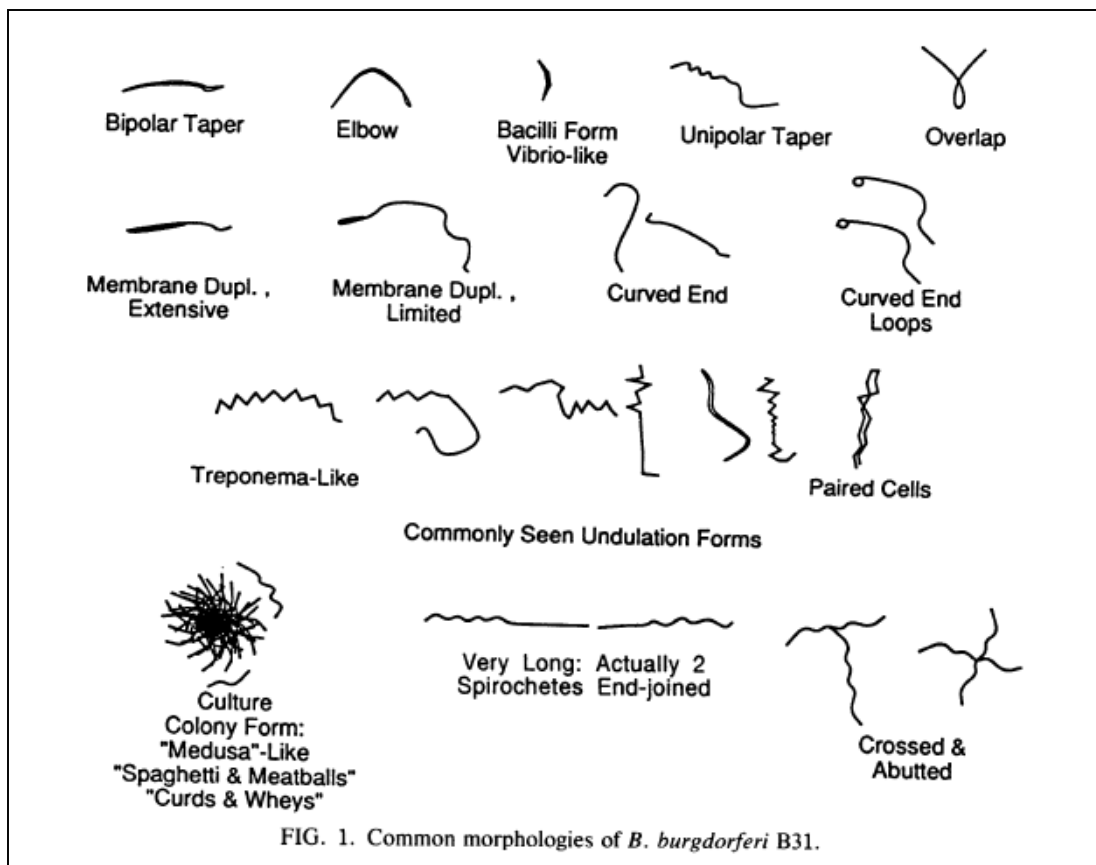 Bipolar Taper
Elbow
Bacilli Form
Vibrio-like
Unipolar Taper
Overlap
Membrane Dupl. ,
Extensive
Membrane Dupl. ,
Limited
Curved End
Curved End
Loops
Treponema-Like
Paired Cells
Commonly Seen Undulation Forms
Culture
Colony Form:
"Medusa"-Like
"Spaghetti & Meatballs"
"Curds & Wheys"
Very Long: Actually 2
Spirochetes End-joined
Crossed &
Abutted
FIG. 1. Common morphologies of B. burgdorferi B31.